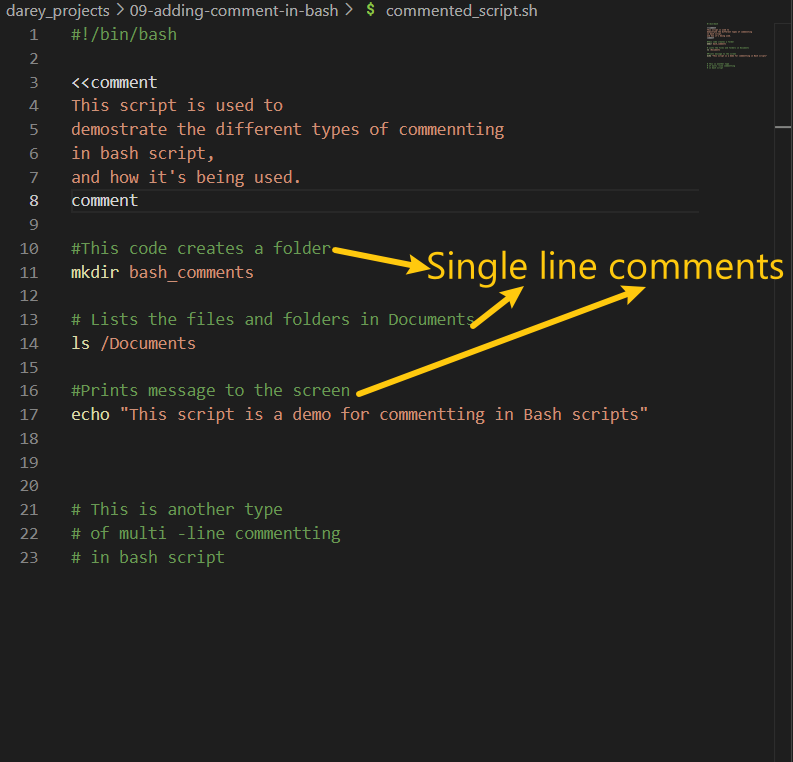 darey_projects > 09-adding-comment-in-bash > $ commented_script.sh
1 #!/bin/bash
2
3 <<comment
4 This script is used to
5 demostrate the different types of commennting
6 in bash script,
7 and how it's being used.
8 comment
9
10 #This code creates a folder
Single line comments
11 mkdir bash_comments
12
13 # Lists the files and folders in Documents
14 ls /Documents
15
16 #Prints message to the screen
17 echo "This script is a demo for commentting in Bash scripts"
18
19
20
21 # This is another type
22 # of multi -line commentting
23 # in bash script